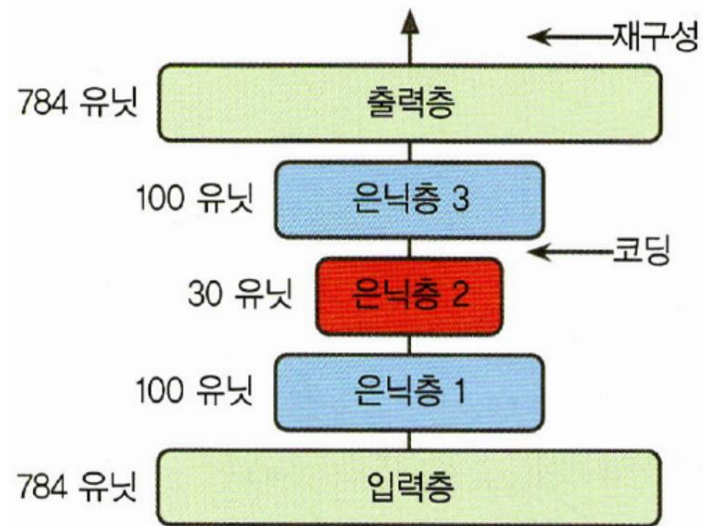 재구성
784 유닛 출력층
100 유닛 은닉층 3
코딩
30 유닛 은닉층 2
100 유닛 은닉층 1
784 유닛 입력층